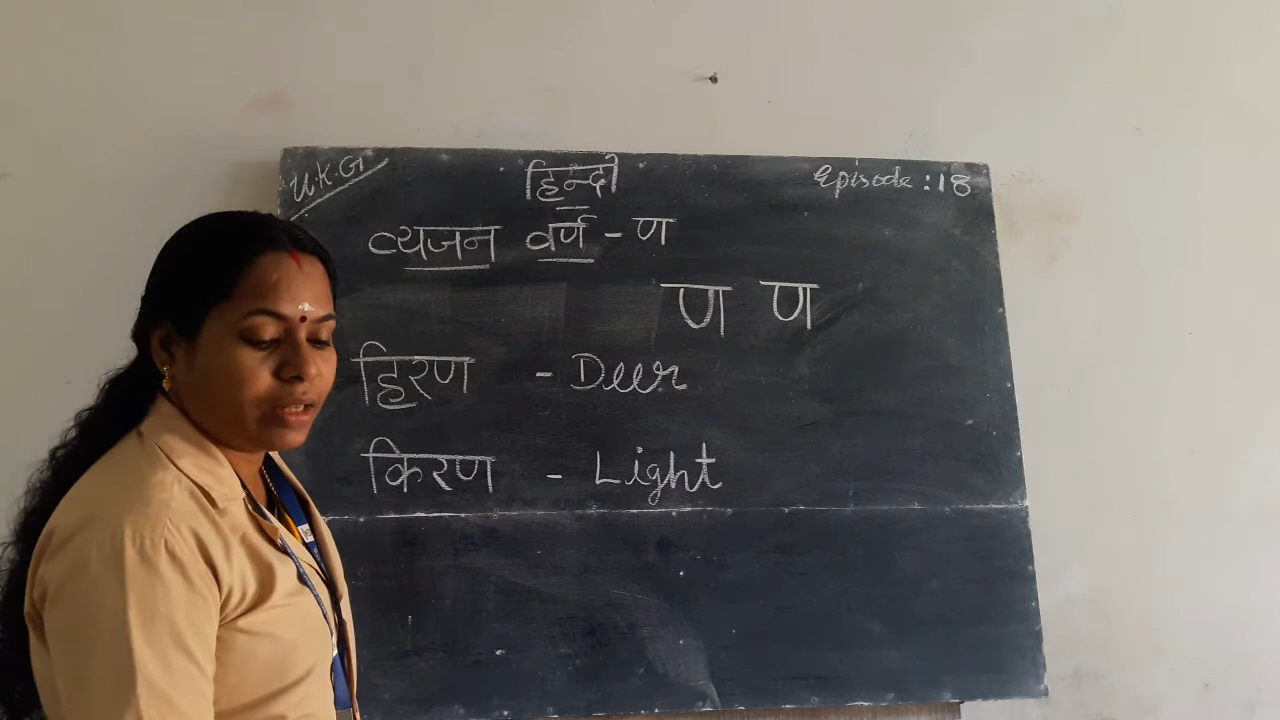 U.K.G
हिन्दी
Episode : 18
व्यजन वर्ण - ण
ण ण
हिरण - Deer
किरण - Light